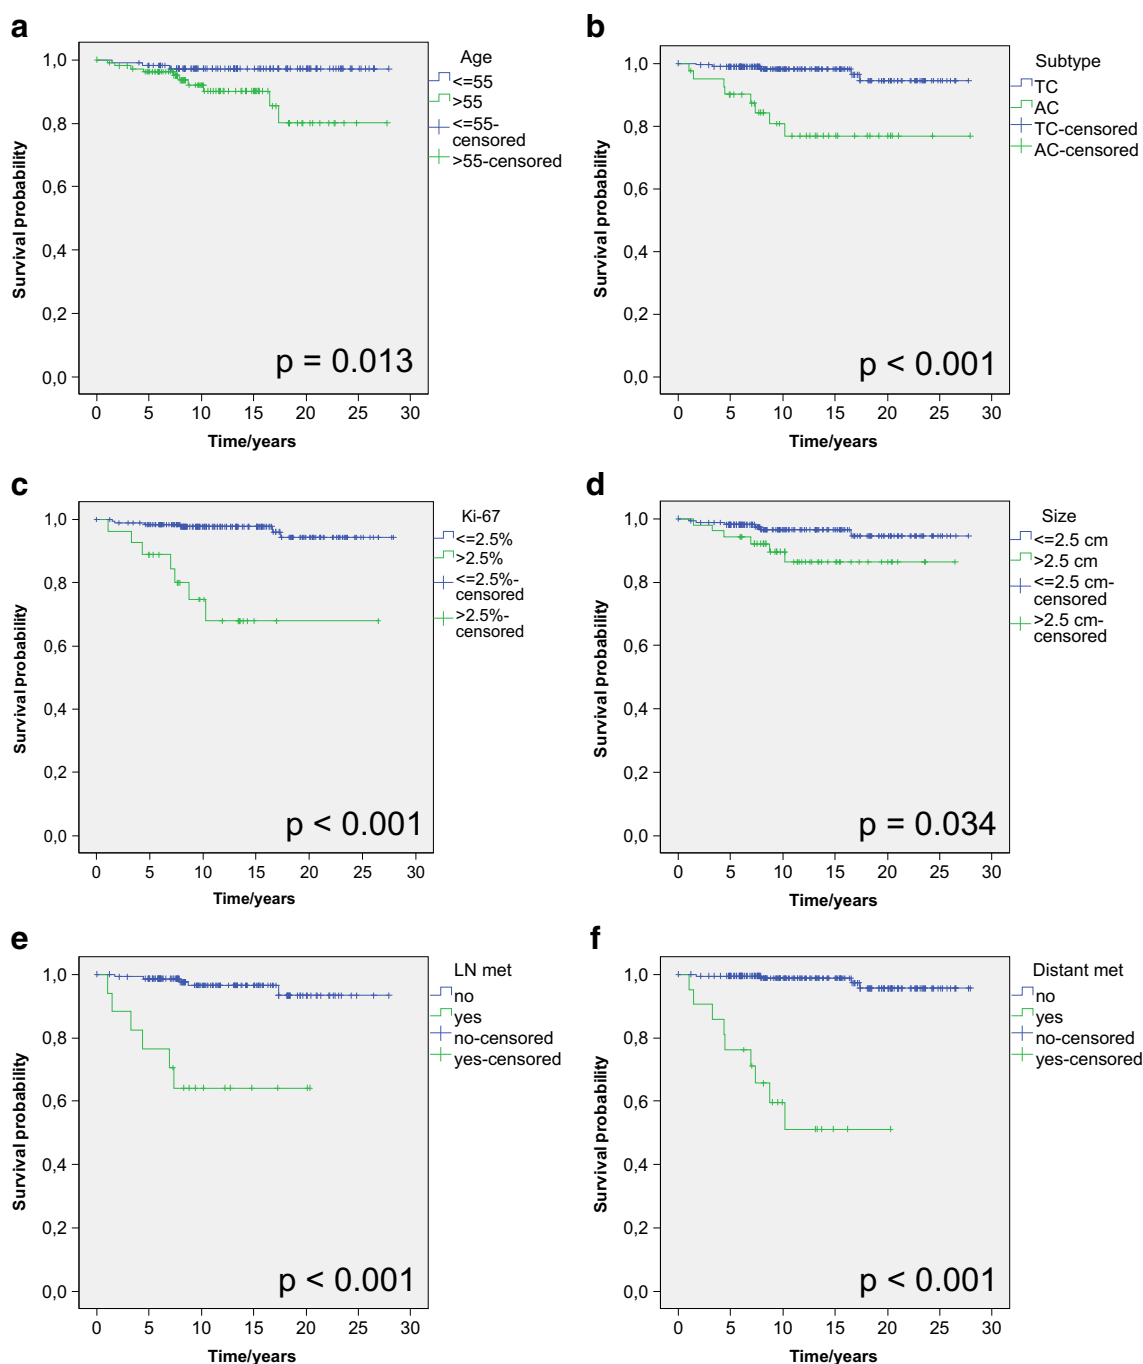 a
Age
<=55
>55
<=55-
censored
>55-censored
Survival probability
1,0
0,8
0,6
0,4
0,2
0,0
p = 0.013
0 5 10 15 20 25 30
Time/years
b
Subtype
TC
AC
TC-censored
AC-censored
Survival probability
1,0
0,8
0,6
0,4
0,2
0,0
p < 0.001
0 5 10 15 20 25 30
Time/years
c
Ki-67
<=2.5%
>2.5%
<=2.5%-
censored
>2.5%-
censored
Survival probability
1,0
0,8
0,6
0,4
0,2
0,0
p < 0.001
0 5 10 15 20 25 30
Time/years
d
Size
<=2.5 cm
>2.5 cm
<=2.5 cm-
censored
>2.5 cm-
censored
Survival probability
1,0
0,8
0,6
0,4
0,2
0,0
p = 0.034
0 5 10 15 20 25 30
Time/years
e
LN met
no
yes
no-censored
yes-censored
Survival probability
1,0
0,8
0,6
0,4
0,2
0,0
p < 0.001
0 5 10 15 20 25 30
Time/years
f
Distant met
no
yes
no-censored
yes-censored
Survival probability
1,0
0,8
0,6
0,4
0,2
0,0
p < 0.001
0 5 10 15 20 25 30
Time/years